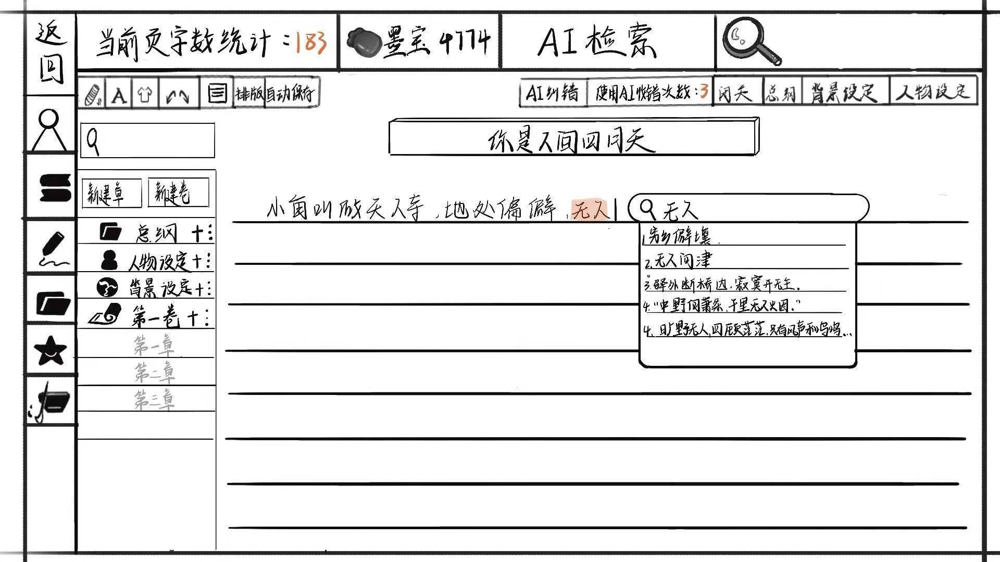 返回
当前页字数统计：183
墨宝 4774
AI 检索
A
排版
自动保存
AI纠错
使用AI纠错次数：3
闭关
总纲
背景设定
人物设定
你是人间四月天
新建章
新建卷
总纲 +
人物设定 +
背景设定 +
第一卷 +
第一章
第二章
第三章
小庙叫做天人寺，地处偏僻，无人
无人
1.穷乡僻壤.
2.无人问津
3."驿外断桥边，寂寞开无主.
4."中野何萧条，千里无人烟."
4.旷野无人，四顾茫茫，只有风声和鸟鸣...